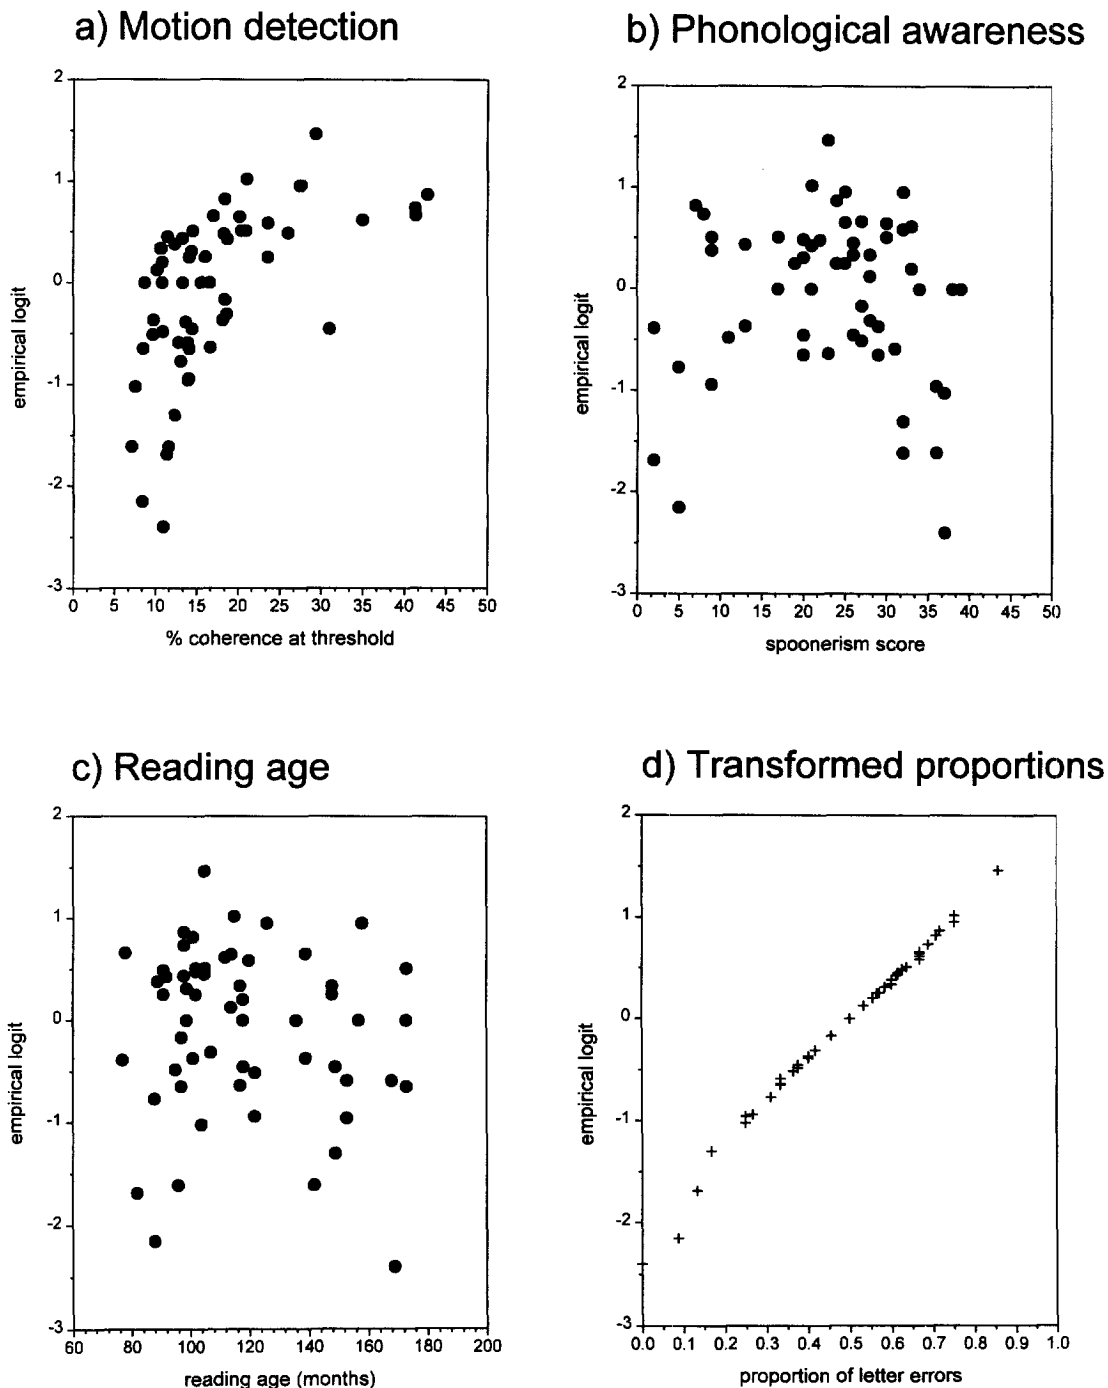 a) Motion detection
2
1
0
-1
-2
-3
empirical logit
0 5 10 15 20 25 30 35 40 45 50
% coherence at threshold
b) Phonological awareness
2
1
0
-1
-2
-3
empirical logit
0 5 10 15 20 25 30 35 40 45 50
spoonerism score
c) Reading age
2
1
0
-1
-2
-3
empirical logit
60 80 100 120 140 160 180 200
reading age (months)
d) Transformed proportions
2
1
0
-1
-2
-3
empirical logit
0.0 0.1 0.2 0.3 0.4 0.5 0.6 0.7 0.8 0.9 1.0
proportion of letter errors